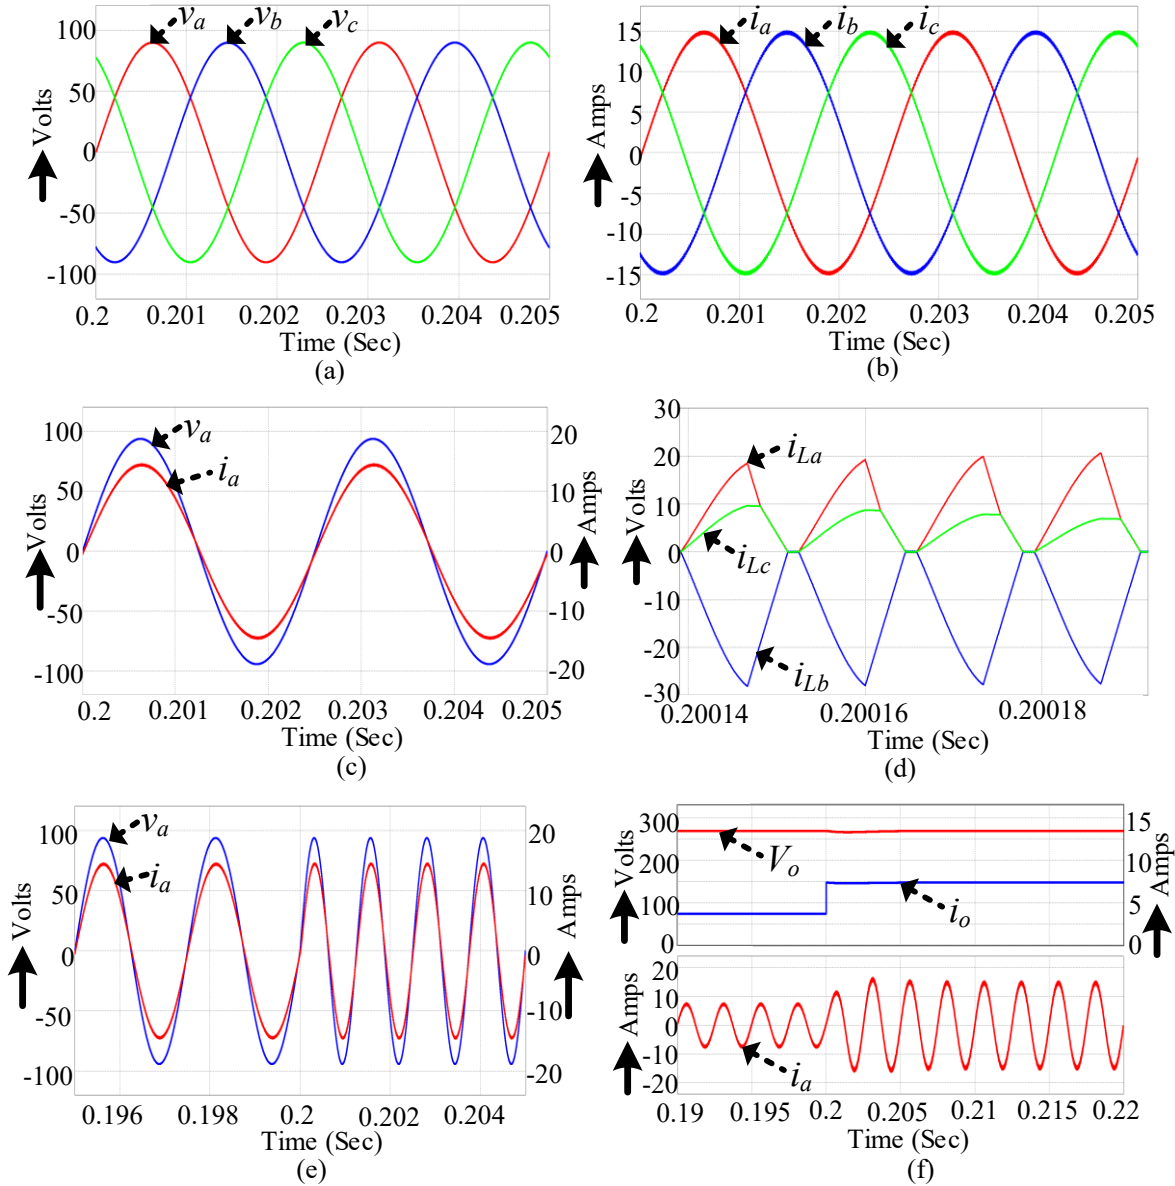 100
50
0
-50
-100
Volts
v_a
v_b
v_c
0.2
0.201
0.202
0.203
0.204
0.205
Time (Sec)
(a)
15
10
5
0
-5
-10
-15
Amps
i_a
i_b
i_c
0.2
0.201
0.202
0.203
0.204
0.205
Time (Sec)
(b)
100
50
0
-50
-100
Volts
v_a
i_a
20
10
0
-10
-20
Amps
0.2
0.201
0.202
0.203
0.204
0.205
Time (Sec)
(c)
30
20
10
0
-10
-20
-30
Volts
i_La
i_Lc
i_Lb
0.20014
0.20016
0.20018
Time (Sec)
(d)
100
50
0
-50
-100
Volts
v_a
i_a
20
10
0
-10
-20
Amps
0.196
0.198
0.2
0.202
0.204
Time (Sec)
(e)
300
200
150
100
0
Volts
V_o
i_o
15
10
5
0
Amps
20
10
0
-10
-20
Amps
i_a
0.19
0.195
0.2
0.205
0.21
0.215
0.22
Time (Sec)
(f)